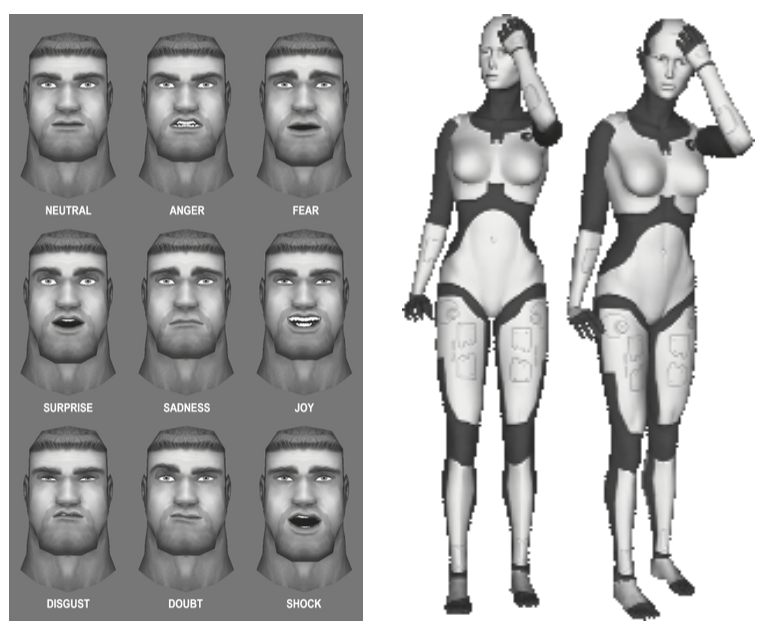 NEUTRAL ANGER FEAR
SURPRISE SADNESS JOY
DISGUST DOUBT SHOCK